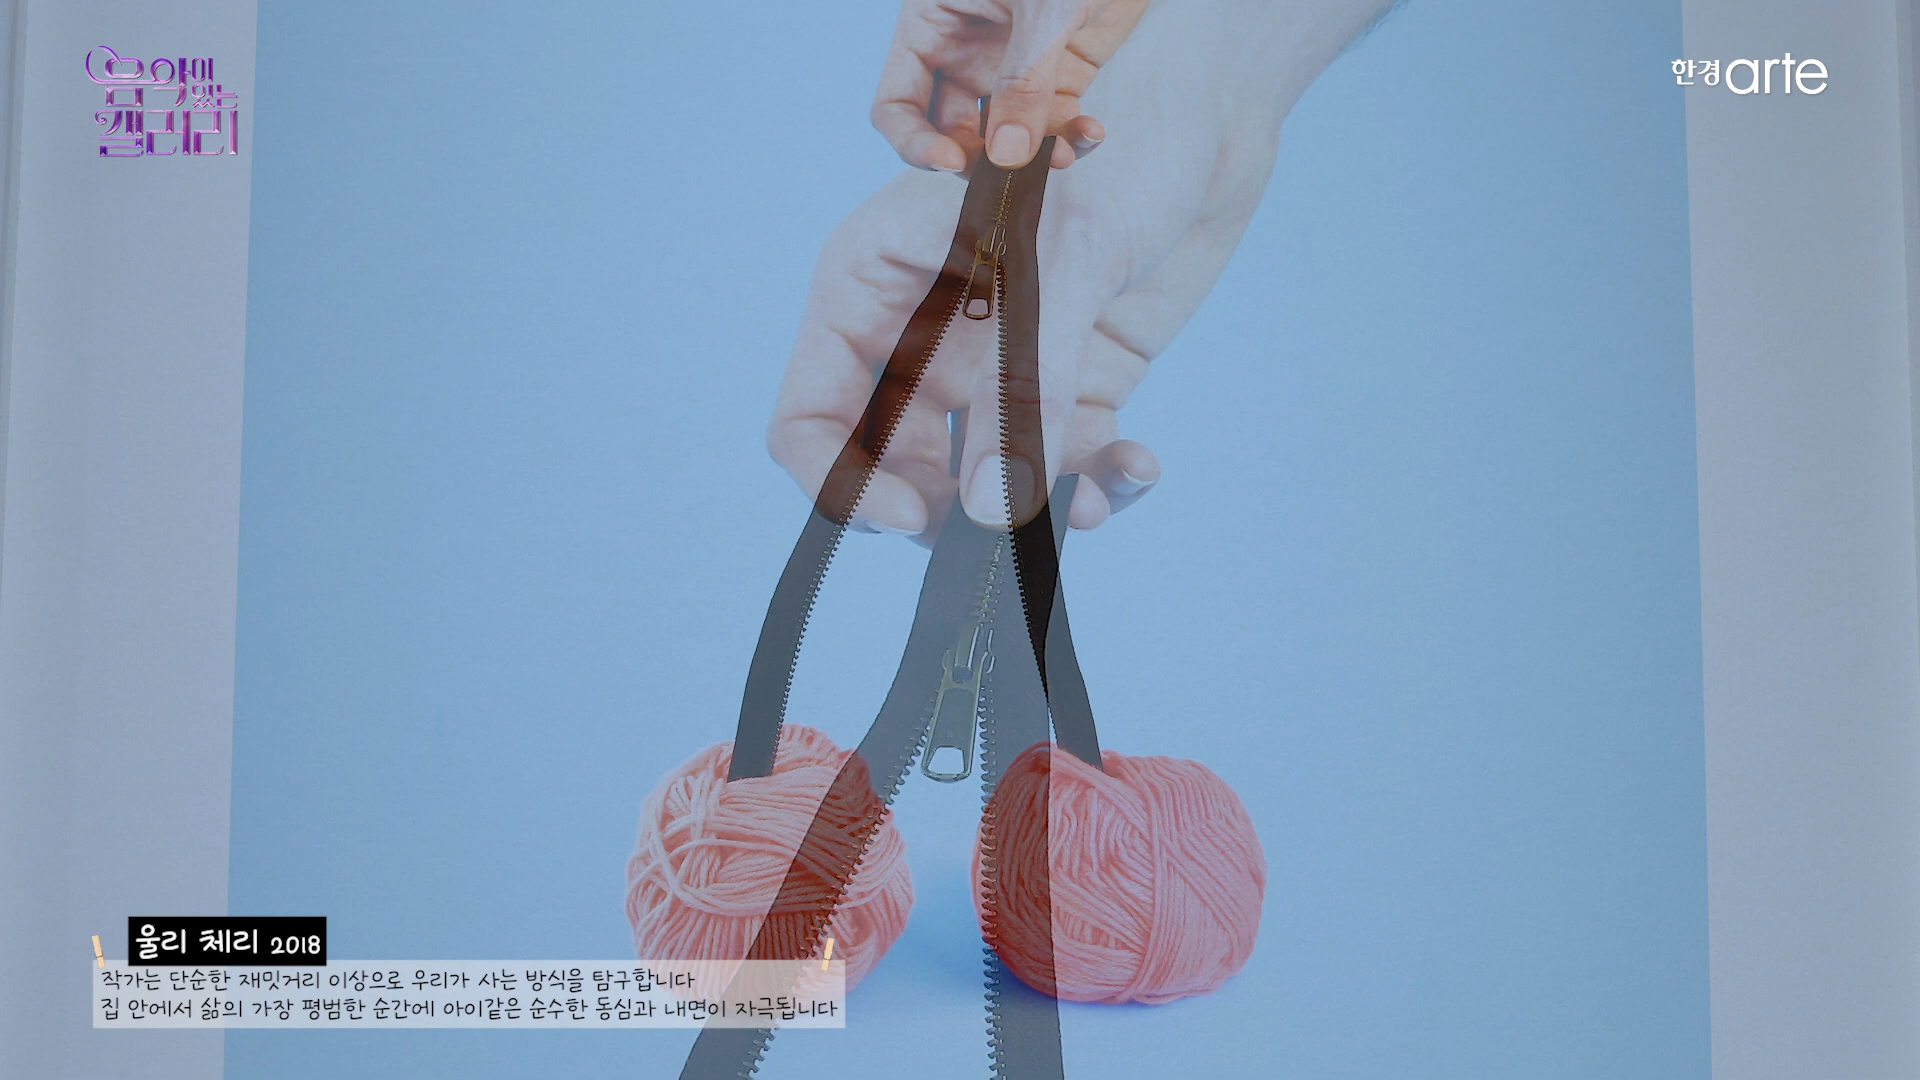 음악이 있는
갤러리
한경arte
울리 체리 2018
작가는 단순한 재밋거리 이상으로 우리가 사는 방식을 탐구합니다
집 안에서 삶의 가장 평범한 순간에 아이같은 순수한 동심과 내면이 자극됩니다